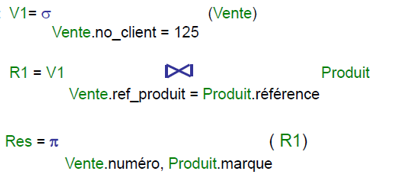 V1= σ (Vente)
Vente.no_client = 125
R1 = V1 ⋈ Produit
Vente.ref_produit = Produit.référence
Res = π ( R1)
Vente.numéro, Produit.marque